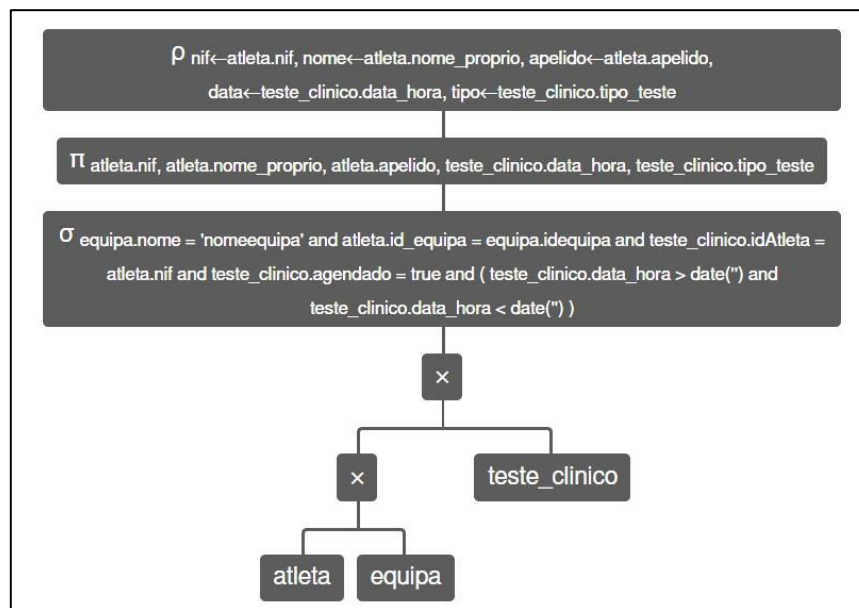 ρ nif←atleta.nif, nome←atleta.nome_proprio, apelido←atleta.apelido,
data←teste_clinico.data_hora, tipo←teste_clinico.tipo_teste
π atleta.nif, atleta.nome_proprio, atleta.apelido, teste_clinico.data_hora, teste_clinico.tipo_teste
σ equipa.nome = 'nomeequipa' and atleta.id_equipa = equipa.idequipa and teste_clinico.idAtleta =
atleta.nif and teste_clinico.agendado = true and ( teste_clinico.data_hora > date('') and
teste_clinico.data_hora < date('') )
×
×
teste_clinico
atleta
equipa